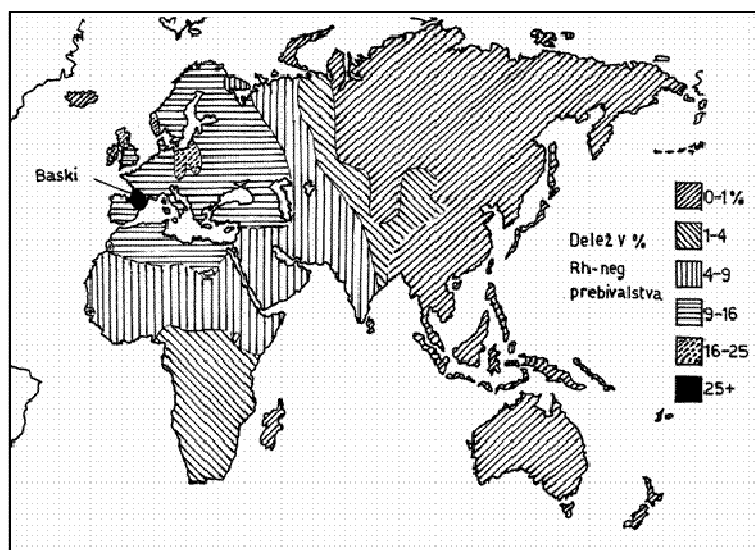 Baski
Delež v %
Rh-neg
prebivalstva
0-1%
1-4
4-9
9-16
16-25
25+